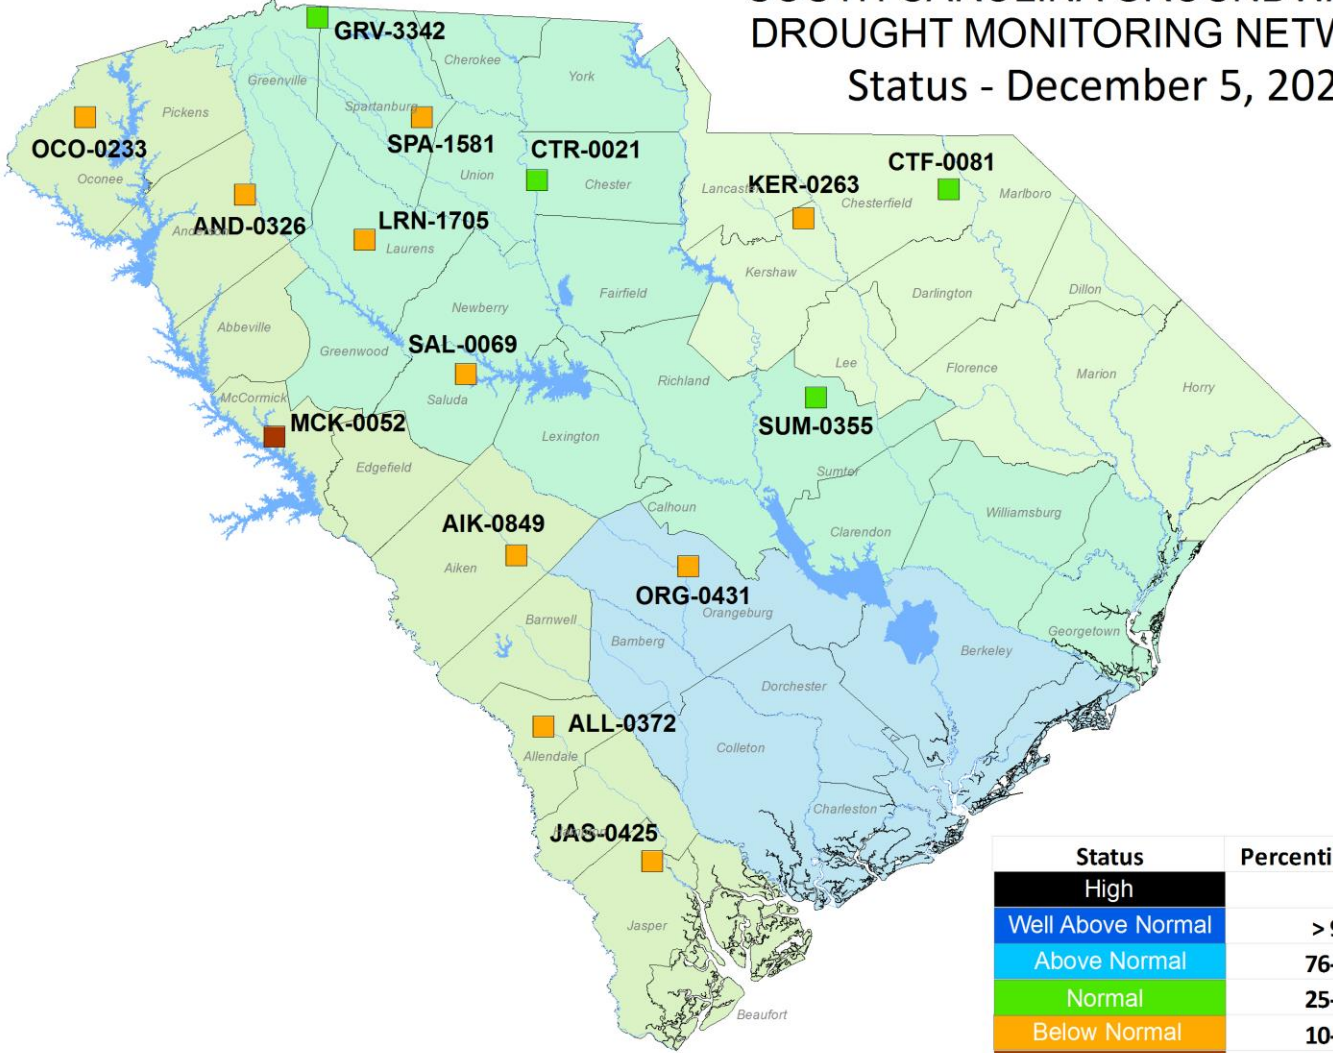 DROUGHT MONITORING
Status - December 5,
GRV-3342
Cherokee
York
Greenville
Spartanburg
Pickens
OCO-0233
Oconee
SPA-1581
Union
CTR-0021
Chester
CTF-0081
Lancaster
KER-0263
Chesterfield
Marlboro
AND-0326
Anderson
LRN-1705
Laurens
Kershaw
Darlington
Dillon
Fairfield
Newberry
Abbeville
Greenwood
SAL-0069
Saluda
Richland
Lee
Florence
Marion
Horry
McCormick
MCK-0052
SUM-0355
Edgefield
Lexington
Sumter
Calhoun
Williamsburg
Clarendon
AIK-0849
Aiken
ORG-0431
Orangeburg
Barnwell
Bamberg
Georgetown
Berkeley
Dorchester
ALL-0372
Allendale
Colleton
Charleston
JAS-0425
Jasper
Beaufort
Status
High
Well Above Normal >
Above Normal 76-
Normal 25-
Below Normal 10-